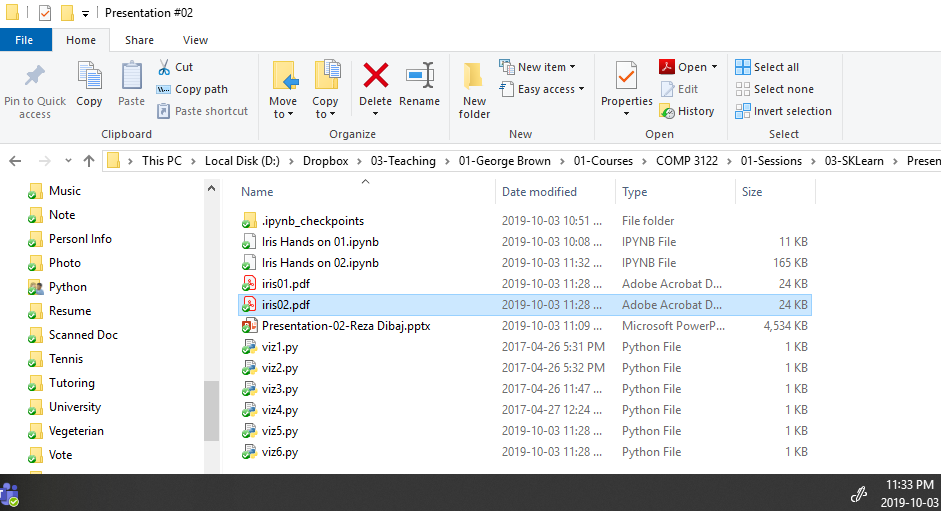 Presentation #02
File Home Share View
Pin to Quick access
Copy
Paste
Cut
Copy path
Paste shortcut
Move to
Copy to
Delete
Rename
New folder
New item
Easy access
Properties
Open
Edit
History
Select all
Select none
Invert selection
Clipboard Organize New Open Select
This PC > Local Disk (D:) > Dropbox > 03-Teaching > 01-George Brown > 01-Courses > COMP 3122 > 01-Sessions > 03-SKLearn > Presen
Music
Note
Personl Info
Photo
Python
Resume
Scanned Doc
Tennis
Tutoring
University
Vegeterian
Vote
Name Date modified Type Size
.ipynb_checkpoints 2019-10-03 10:51 ... File folder
Iris Hands on 01.ipynb 2019-10-03 10:08 ... IPYNB File 11 KB
Iris Hands on 02.ipynb 2019-10-03 11:32 ... IPYNB File 165 KB
iris01.pdf 2019-10-03 11:28 ... Adobe Acrobat D... 24 KB
iris02.pdf 2019-10-03 11:28 ... Adobe Acrobat D... 24 KB
Presentation-02-Reza Dibaj.pptx 2019-10-03 11:09 ... Microsoft PowerP... 4,534 KB
viz1.py 2017-04-26 5:31 PM Python File 1 KB
viz2.py 2017-04-26 5:32 PM Python File 1 KB
viz3.py 2017-04-26 11:47 ... Python File 1 KB
viz4.py 2017-04-27 12:24 ... Python File 1 KB
viz5.py 2019-10-03 11:28 ... Python File 1 KB
viz6.py 2019-10-03 11:28 ... Python File 1 KB
11:33 PM
2019-10-03